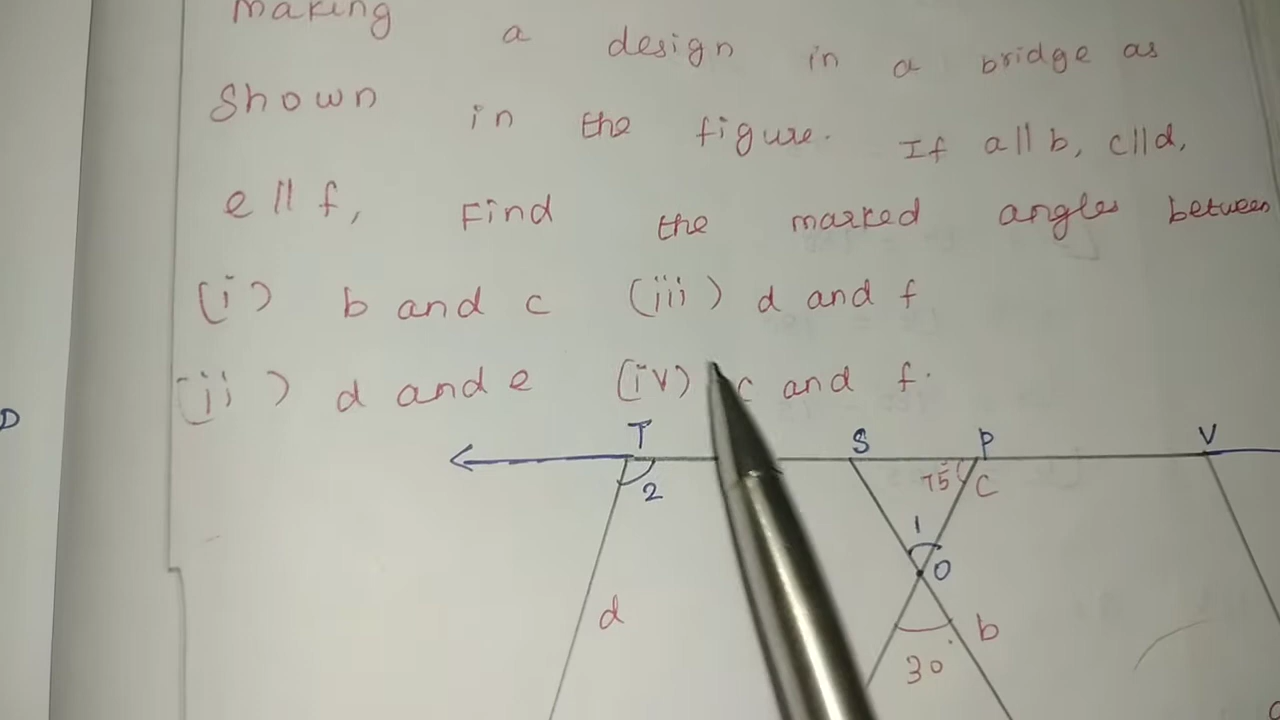 making a design in a bridge as
shown in the figure. If a||b, c||d,
e||f, Find the marked angles between
(i) b and c (iii) d and f
(ii) d and e (iv) c and f.
D
T S P V
2 75° C
1
O
d b
30